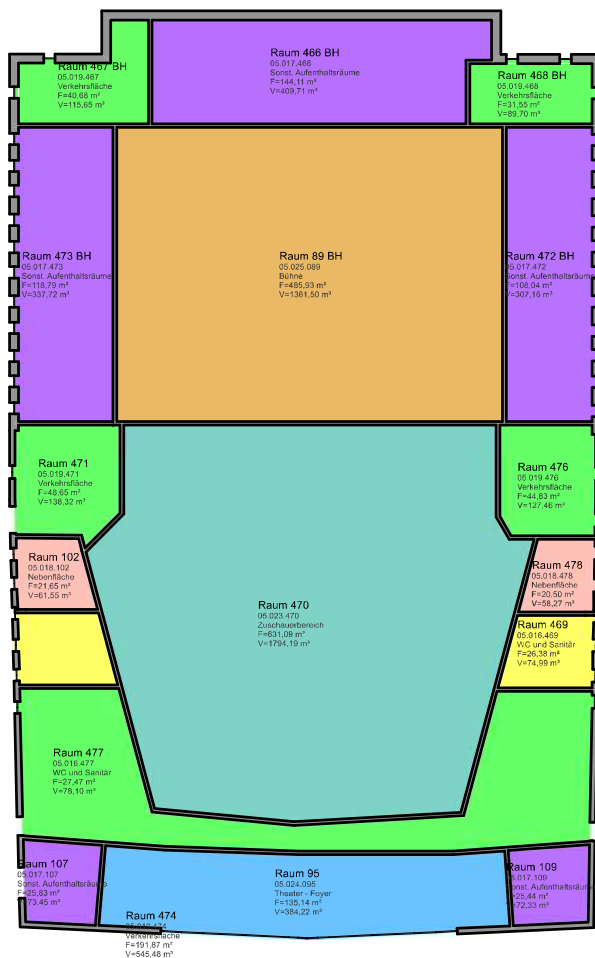 Raum 467 BH
05.019.467
Verkehrsfläche
F=40,68 m²
V=115,65 m³
Raum 466 BH
05.017.466
Sonst. Aufenthaltsräume
F=144,11 m²
V=409,71 m³
Raum 468 BH
05.019.468
Verkehrsfläche
F=31,55 m²
V=89,70 m³
Raum 473 BH
05.017.473
Sonst. Aufenthaltsräume
F=118,79 m²
V=337,72 m³
Raum 89 BH
05.025.089
Bühne
F=485,93 m²
V=1381,50 m³
Raum 472 BH
05.017.472
Sonst. Aufenthaltsräume
F=108,04 m²
V=307,16 m³
Raum 471
05.019.471
Verkehrsfläche
F=48,65 m²
V=138,32 m³
Raum 476
05.019.476
Verkehrsfläche
F=44,83 m²
V=127,46 m³
Raum 102
05.018.102
Nebenfläche
F=21,65 m²
V=61,55 m³
Raum 478
05.018.478
Nebenfläche
F=20,50 m²
V=58,27 m³
Raum 470
05.023.470
Zuschauerbereich
F=631,09 m²
V=1794,19 m³
Raum 469
05.016.469
WC und Sanitär
F=26,38 m²
V=74,99 m³
Raum 477
05.016.477
WC und Sanitär
F=27,47 m²
V=78,10 m³
Raum 107
05.017.107
Sonst. Aufenthaltsräume
F=25,83 m²
V=73,45 m³
Raum 95
05.024.095
Theater - Foyer
F=135,14 m²
V=384,22 m³
Raum 109
05.017.109
Sonst. Aufenthaltsräume
F=25,44 m²
V=72,33 m³
Raum 474
Verkehrsfläche
F=191,87 m²
V=545,48 m³